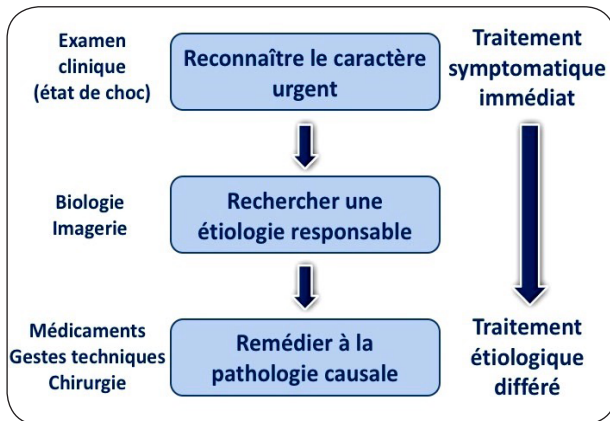 Examen
clinique
(état de choc)
Reconnaître le caractère
urgent
Traitement
symptomatique
immédiat
Biologie
Imagerie
Rechercher une
étiologie responsable
Médicaments
Gestes techniques
Chirurgie
Remédier à la
pathologie causale
Traitement
étiologique
différé